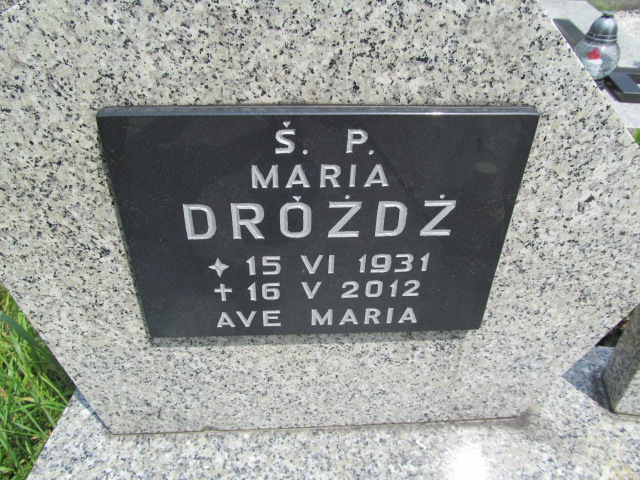 Ś. P.
MARIA
DRÓŻDŻ
✦ 15 VI 1931
✝ 16 V 2012
AVE MARIA